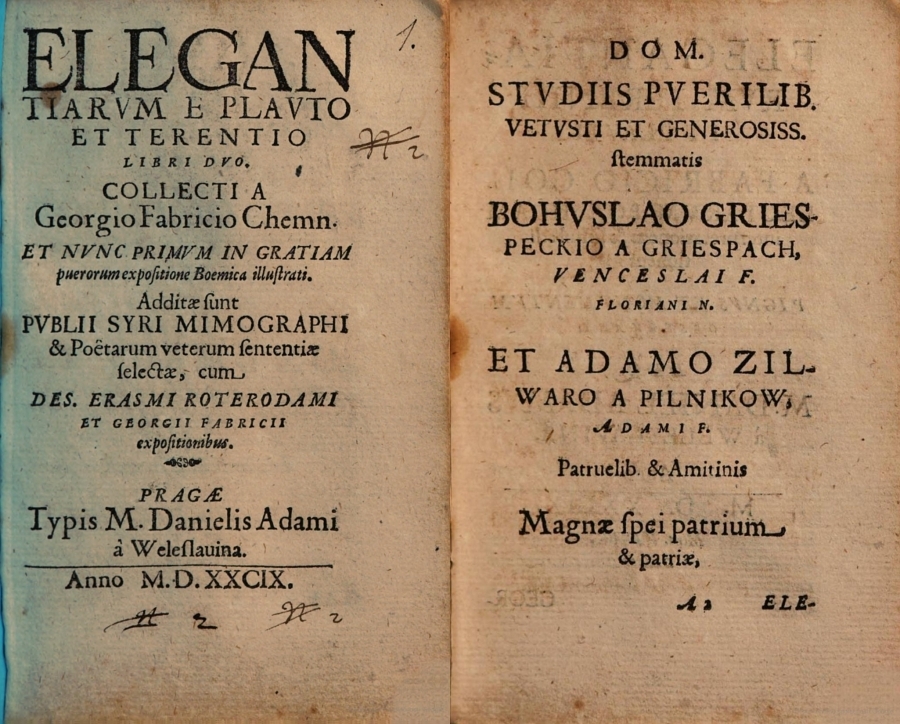 ELEGAN
TIARVM E PLAVTO
ET TERENTIO
LIBRI DVO.
COLLECTI A
Georgio Fabricio Chemn.
ET NVNC PRIMVM IN GRATIAM
puerorum expoſitione Boemica illuſtrati.
Additæ ſunt
PVBLII SYRI MIMOGRAPHI
& Poëtarum veterum ſententiæ
ſelectæ, cum
DES. ERASMI ROTERODAMI
ET GEORGII FABRICII
expoſitionibus.
PRAGÆ
Typis M. Danielis Adami
à Weleſlauina.
Anno M.D.XXCIX.
1.
2
2 2
DOM.
STVDIIS PVERILIB.
VETVSTI ET GENEROSISS.
ſtemmatis
BOHVSLAO GRIES-
PECKIO A GRIESPACH,
VENCESLAI F.
FLORIANI N.
ET ADAMO ZIL-
WARO A PILNIKOW,
ADAMI F.
Patruelib. & Amitinis
Magnæ ſpei patrium
& patriæ,
A2 ELE-